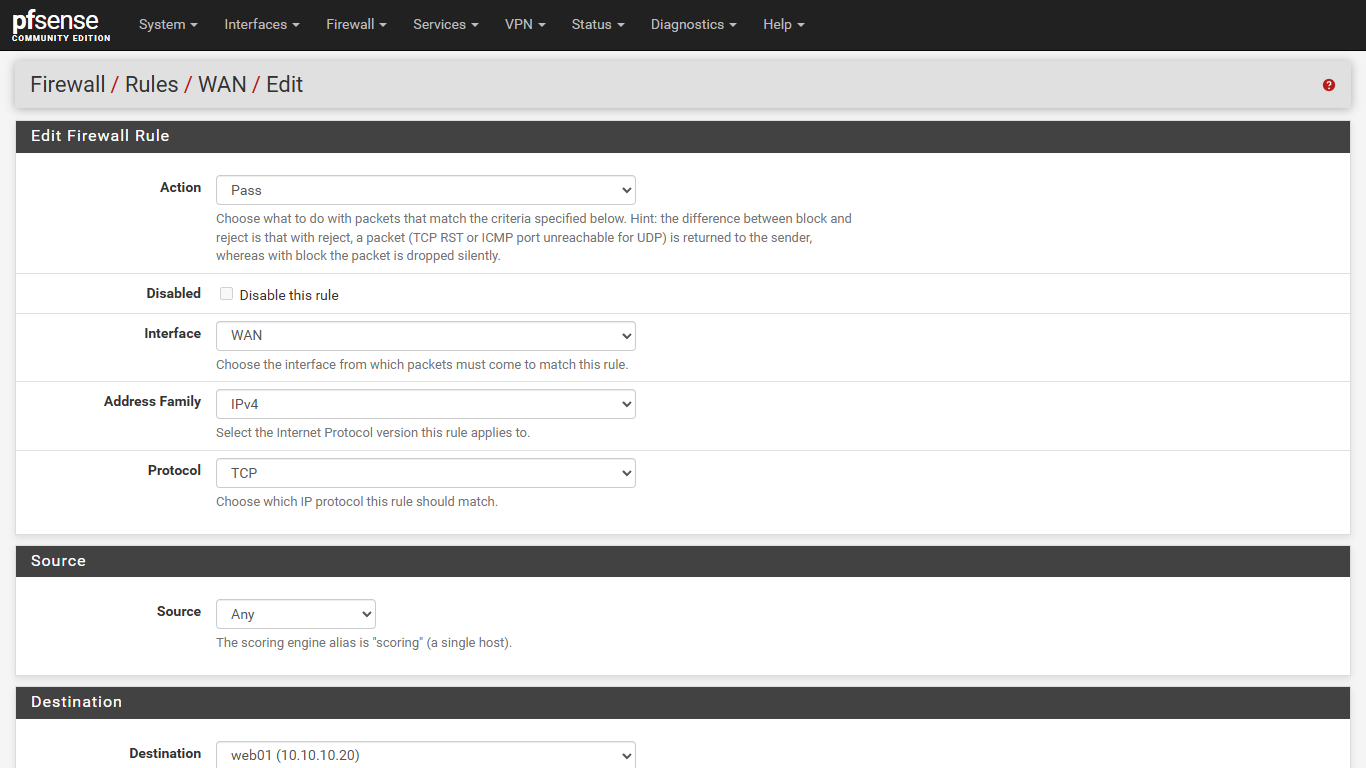 pfsense
COMMUNITY EDITION
System
Interfaces
Firewall
Services
VPN
Status
Diagnostics
Help
Firewall / Rules / WAN / Edit
?
Edit Firewall Rule
Action
Pass
Choose what to do with packets that match the criteria specified below. Hint: the difference between block and
reject is that with reject, a packet (TCP RST or ICMP port unreachable for UDP) is returned to the sender,
whereas with block the packet is dropped silently.
Disabled
Disable this rule
Interface
WAN
Choose the interface from which packets must come to match this rule.
Address Family
IPv4
Select the Internet Protocol version this rule applies to.
Protocol
TCP
Choose which IP protocol this rule should match.
Source
Source
Any
The scoring engine alias is "scoring" (a single host).
Destination
Destination
web01 (10.10.10.20)